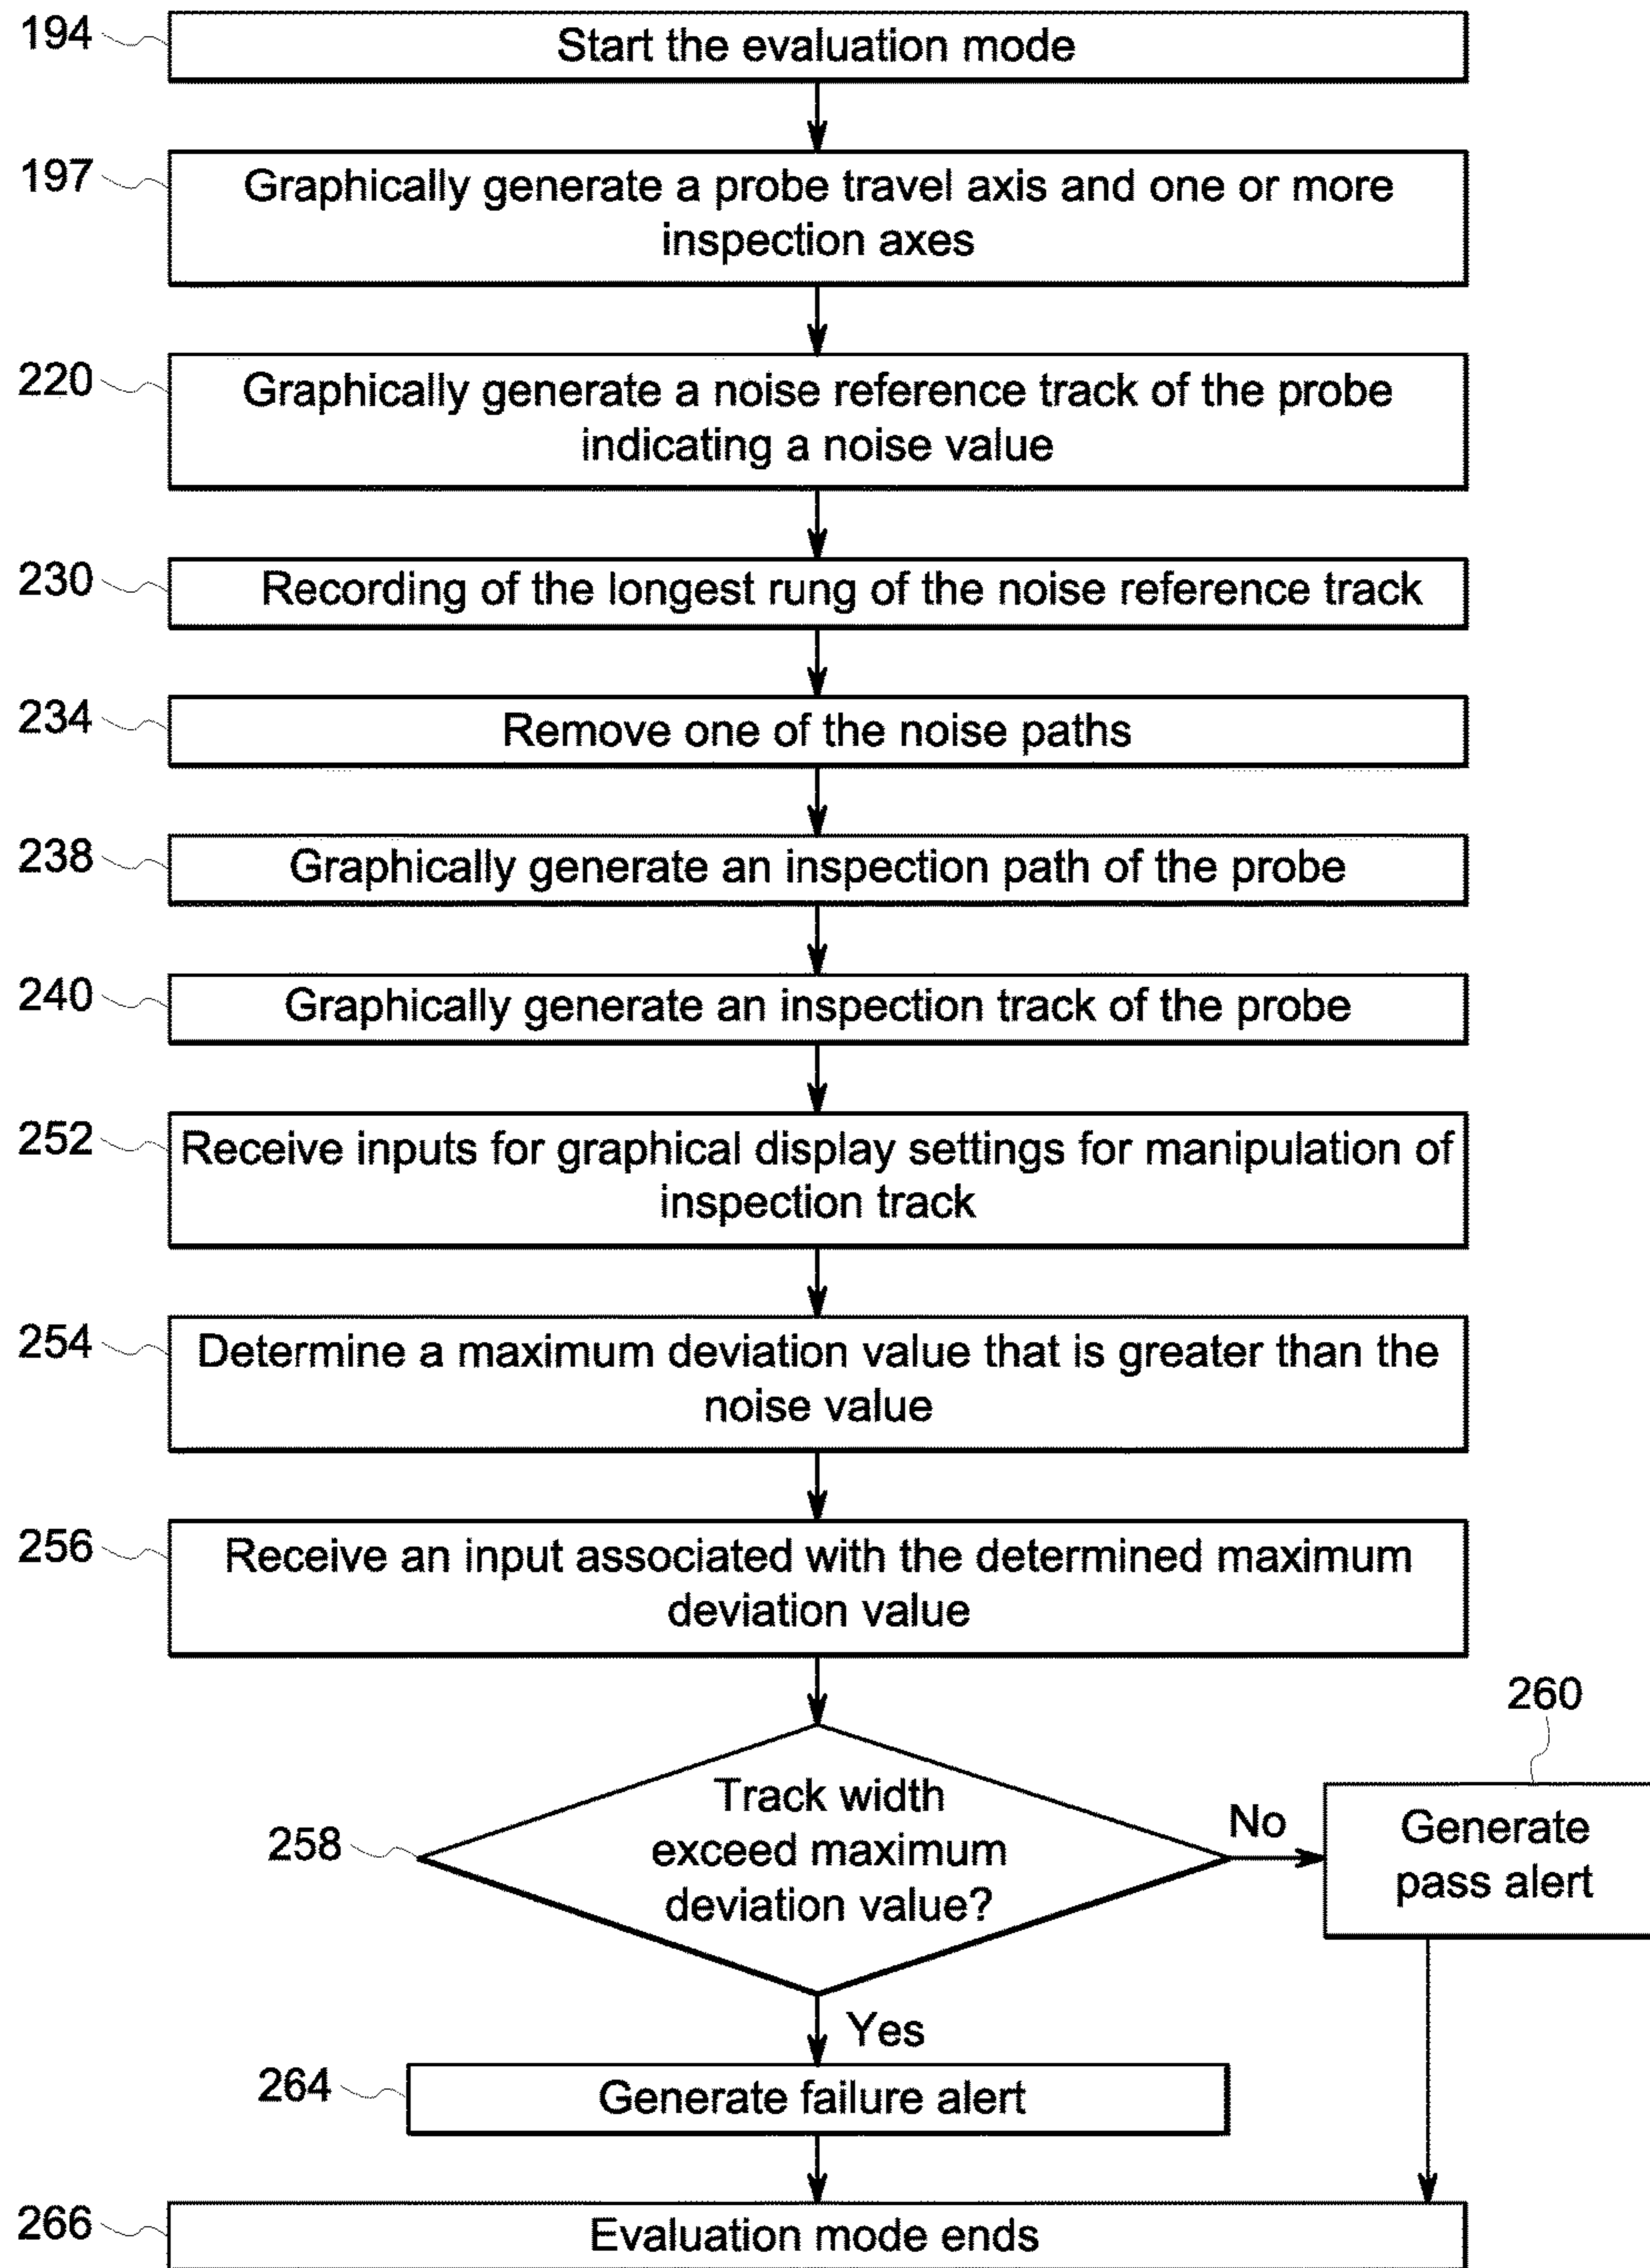 194
Start the evaluation mode
197
Graphically generate a probe travel axis and one or more
inspection axes
220
Graphically generate a noise reference track of the probe
indicating a noise value
230
Recording of the longest rung of the noise reference track
234
Remove one of the noise paths
238
Graphically generate an inspection path of the probe
240
Graphically generate an inspection track of the probe
252
Receive inputs for graphical display settings for manipulation of
inspection track
254
Determine a maximum deviation value that is greater than the
noise value
256
Receive an input associated with the determined maximum
deviation value
258
Track width
exceed maximum
deviation value?
No
260
Generate
pass alert
Yes
264
Generate failure alert
266
Evaluation mode ends